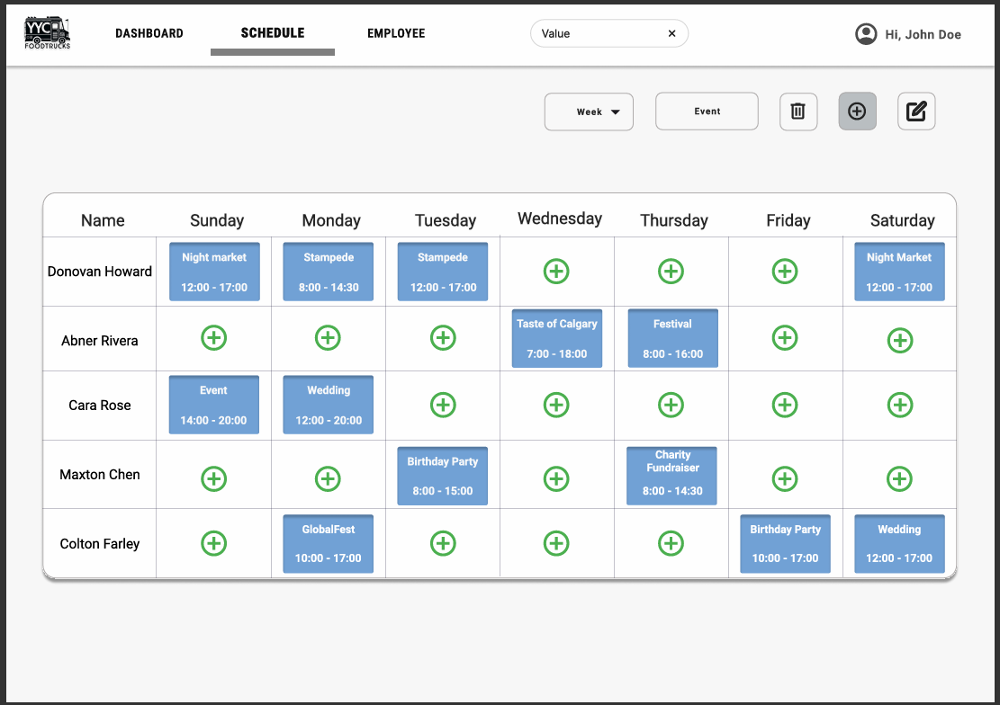 YYC
FOODTRUCKS
DASHBOARD
SCHEDULE
EMPLOYEE
Value
Hi, John Doe
Week
Event
Name
Sunday
Monday
Tuesday
Wednesday
Thursday
Friday
Saturday
Donovan Howard
Night market
12:00 - 17:00
Stampede
8:00 - 14:30
Stampede
12:00 - 17:00
Night Market
12:00 - 17:00
Abner Rivera
Taste of Calgary
7:00 - 18:00
Festival
8:00 - 16:00
Cara Rose
Event
14:00 - 20:00
Wedding
12:00 - 20:00
Maxton Chen
Birthday Party
8:00 - 15:00
Charity
Fundraiser
8:00 - 14:30
Colton Farley
GlobalFest
10:00 - 17:00
Birthday Party
10:00 - 17:00
Wedding
12:00 - 17:00